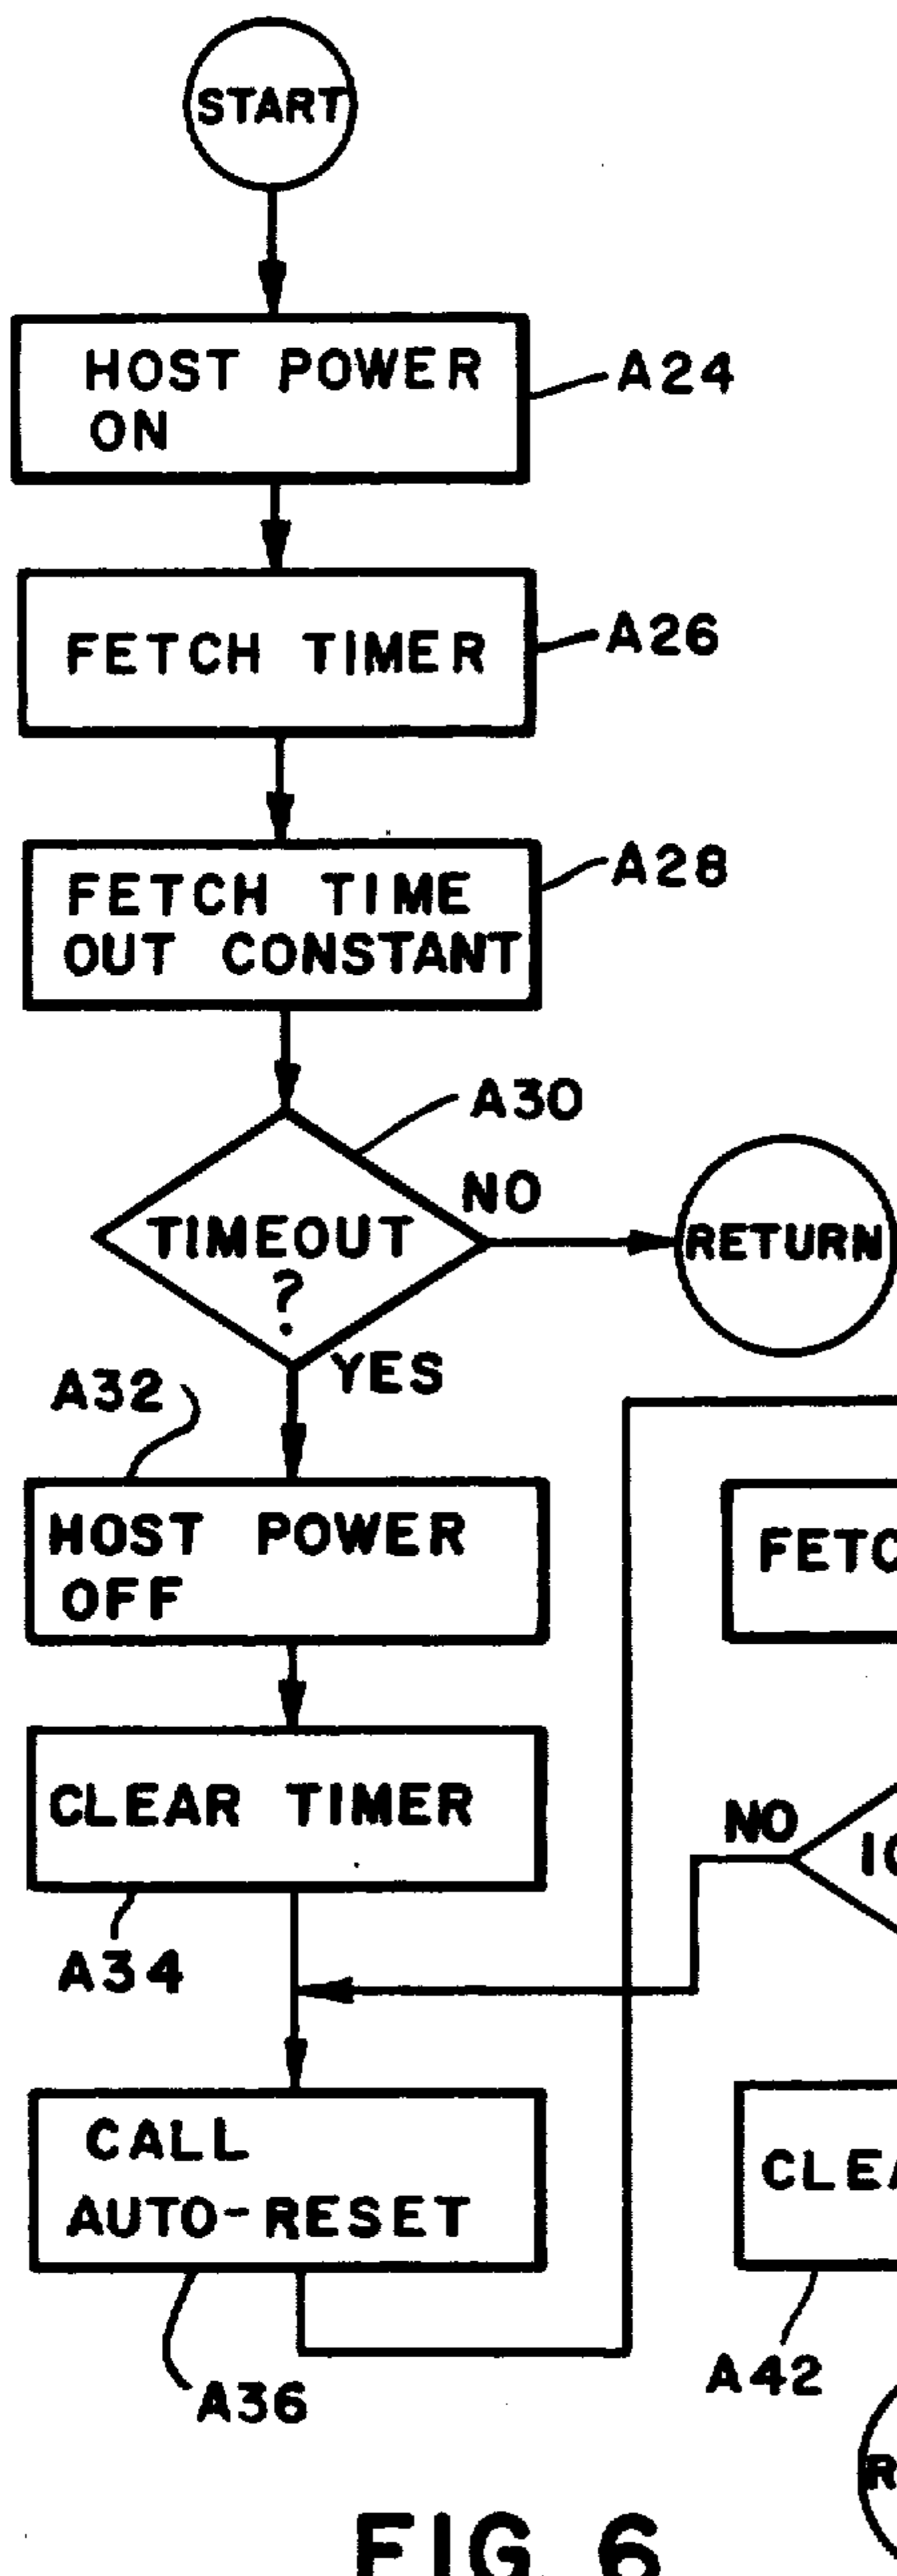 START
HOST POWER
ON
A24
FETCH TIMER
A26
FETCH TIME
OUT CONSTANT
A28
A30
TIMEOUT
?
NO
RETURN
YES
A32
HOST POWER
OFF
CLEAR TIMER
A34
NO
CALL
AUTO-RESET
A36
A42
FIG. 6